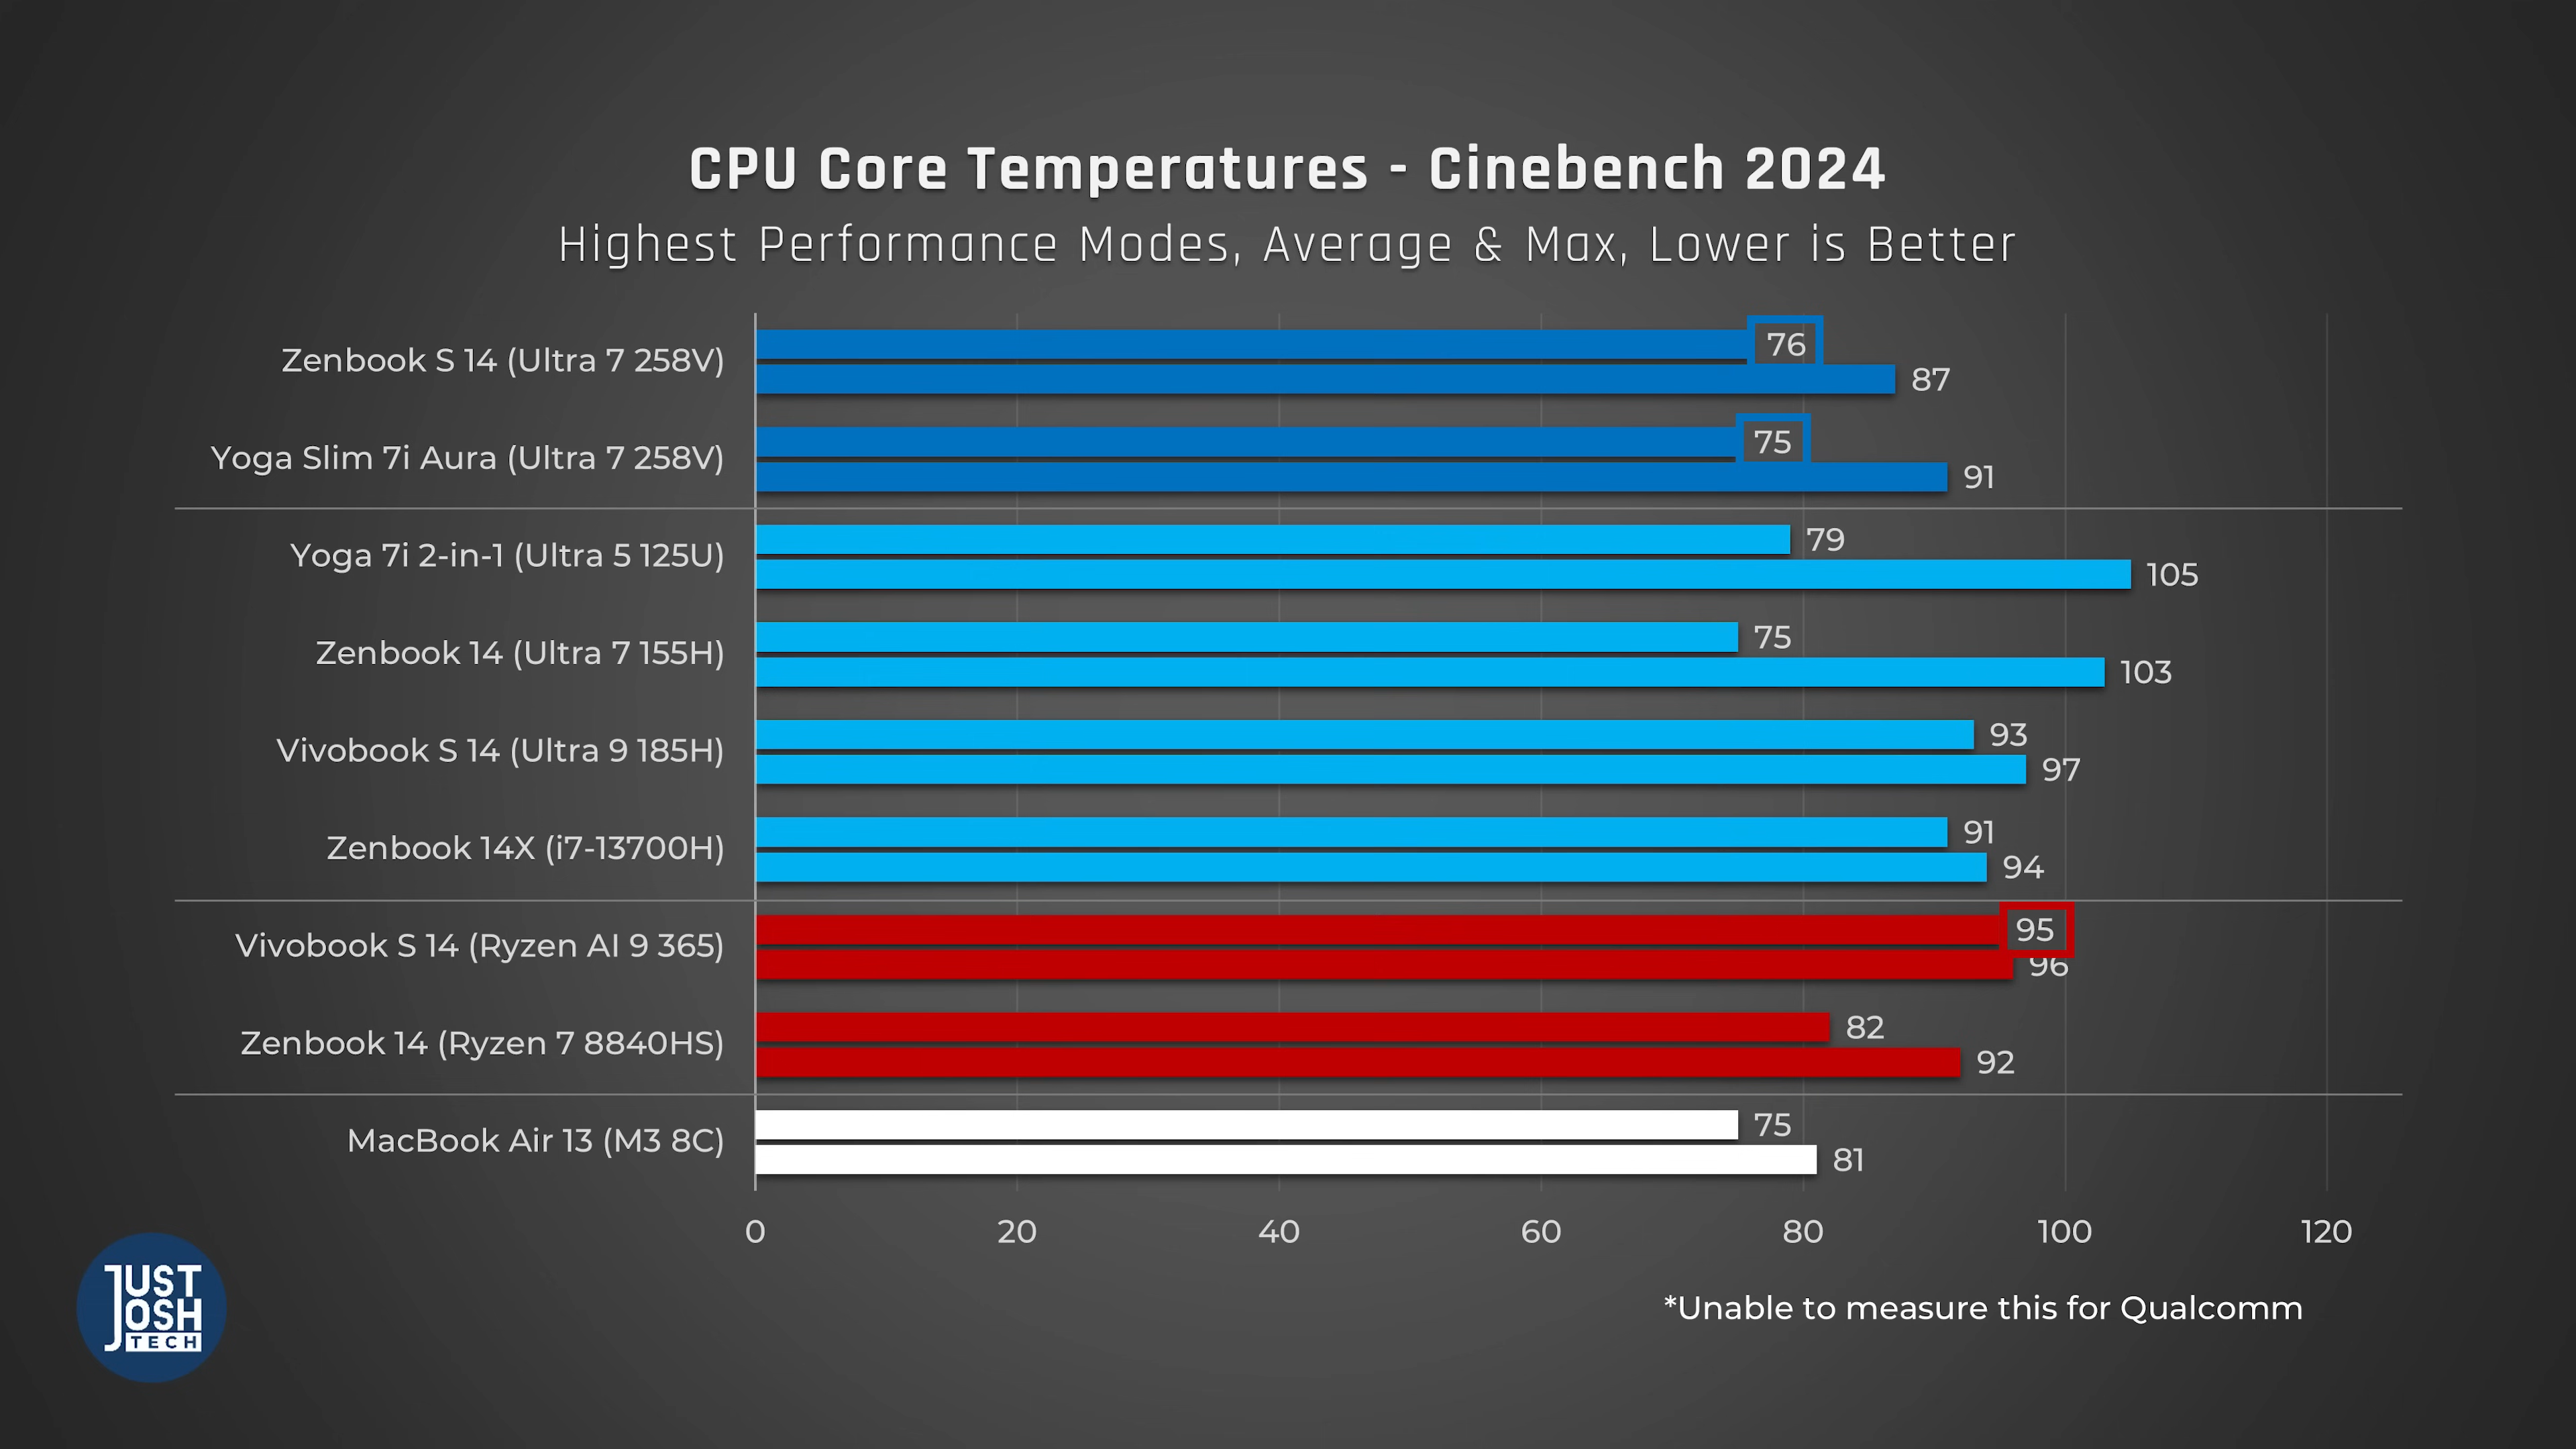 CPU Core Temperatures - Cinebench 2024
Highest Performance Modes, Average & Max, Lower is Better
Zenbook S 14 (Ultra 7 258V)
76
87
Yoga Slim 7i Aura (Ultra 7 258V)
75
91
Yoga 7i 2-in-1 (Ultra 5 125U)
79
105
Zenbook 14 (Ultra 7 155H)
75
103
Vivobook S 14 (Ultra 9 185H)
93
97
Zenbook 14X (i7-13700H)
91
94
Vivobook S 14 (Ryzen AI 9 365)
95
96
Zenbook 14 (Ryzen 7 8840HS)
82
92
MacBook Air 13 (M3 8C)
75
81
0 20 40 60 80 100 120
*Unable to measure this for Qualcomm
JUST
JOSH
TECH